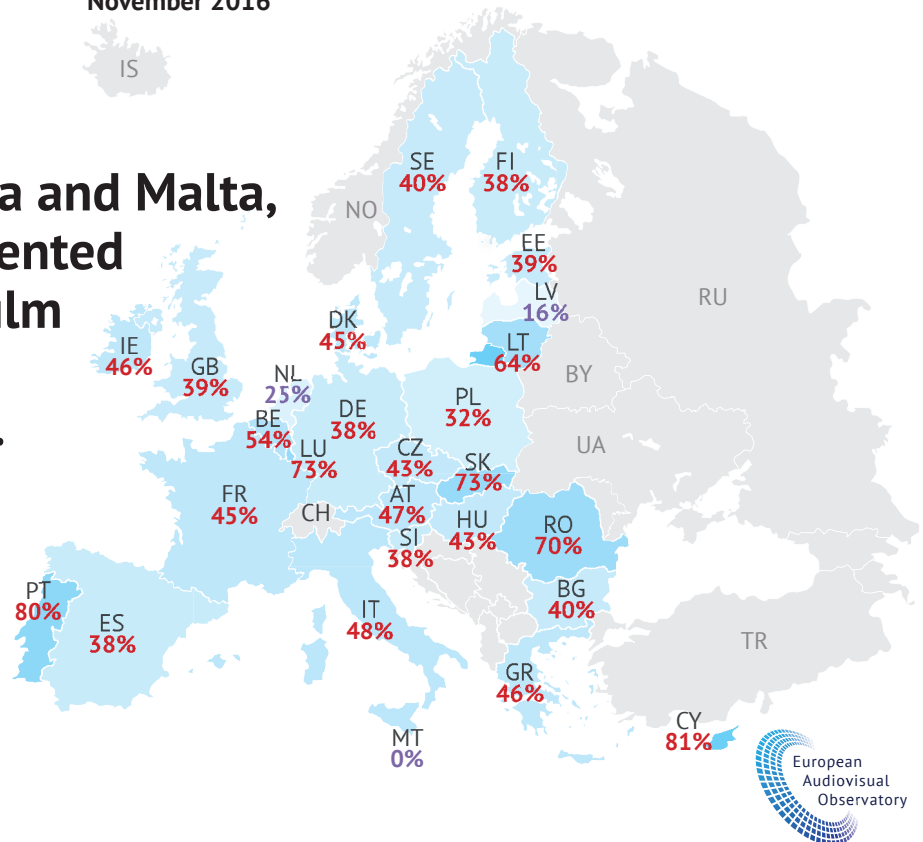 November 2016
IS
a and Malta,
ented
ilm
.
SE
40%
FI
38%
NO
EE
39%
LV
16%
RU
DK
45%
LT
64%
IE
46%
GB
39%
NL
25%
BY
BE
54%
DE
38%
PL
32%
LU
73%
CZ
43%
SK
73%
UA
FR
45%
CH
AT
47%
HU
43%
RO
70%
SI
38%
PT
80%
ES
38%
IT
48%
BG
40%
TR
GR
46%
MT
0%
CY
81%
European
Audiovisual
Observatory